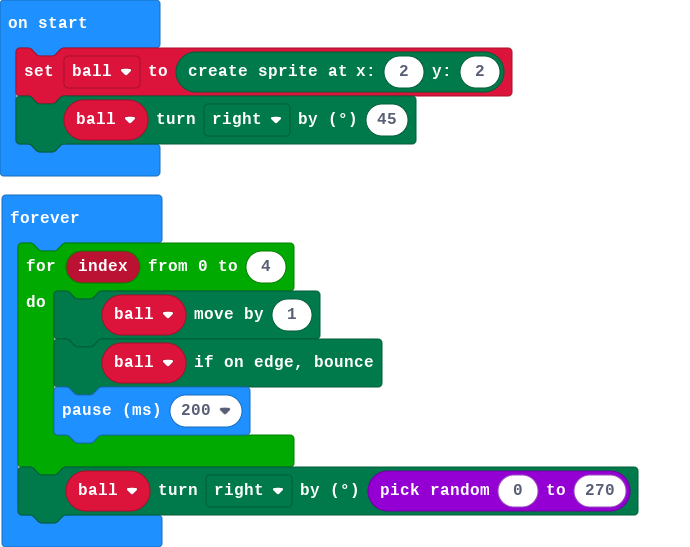 on start
set ball to create sprite at x: 2 y: 2
ball turn right by (°) 45
forever
for index from 0 to 4
do
ball move by 1
ball if on edge, bounce
pause (ms) 200
ball turn right by (°) pick random 0 to 270